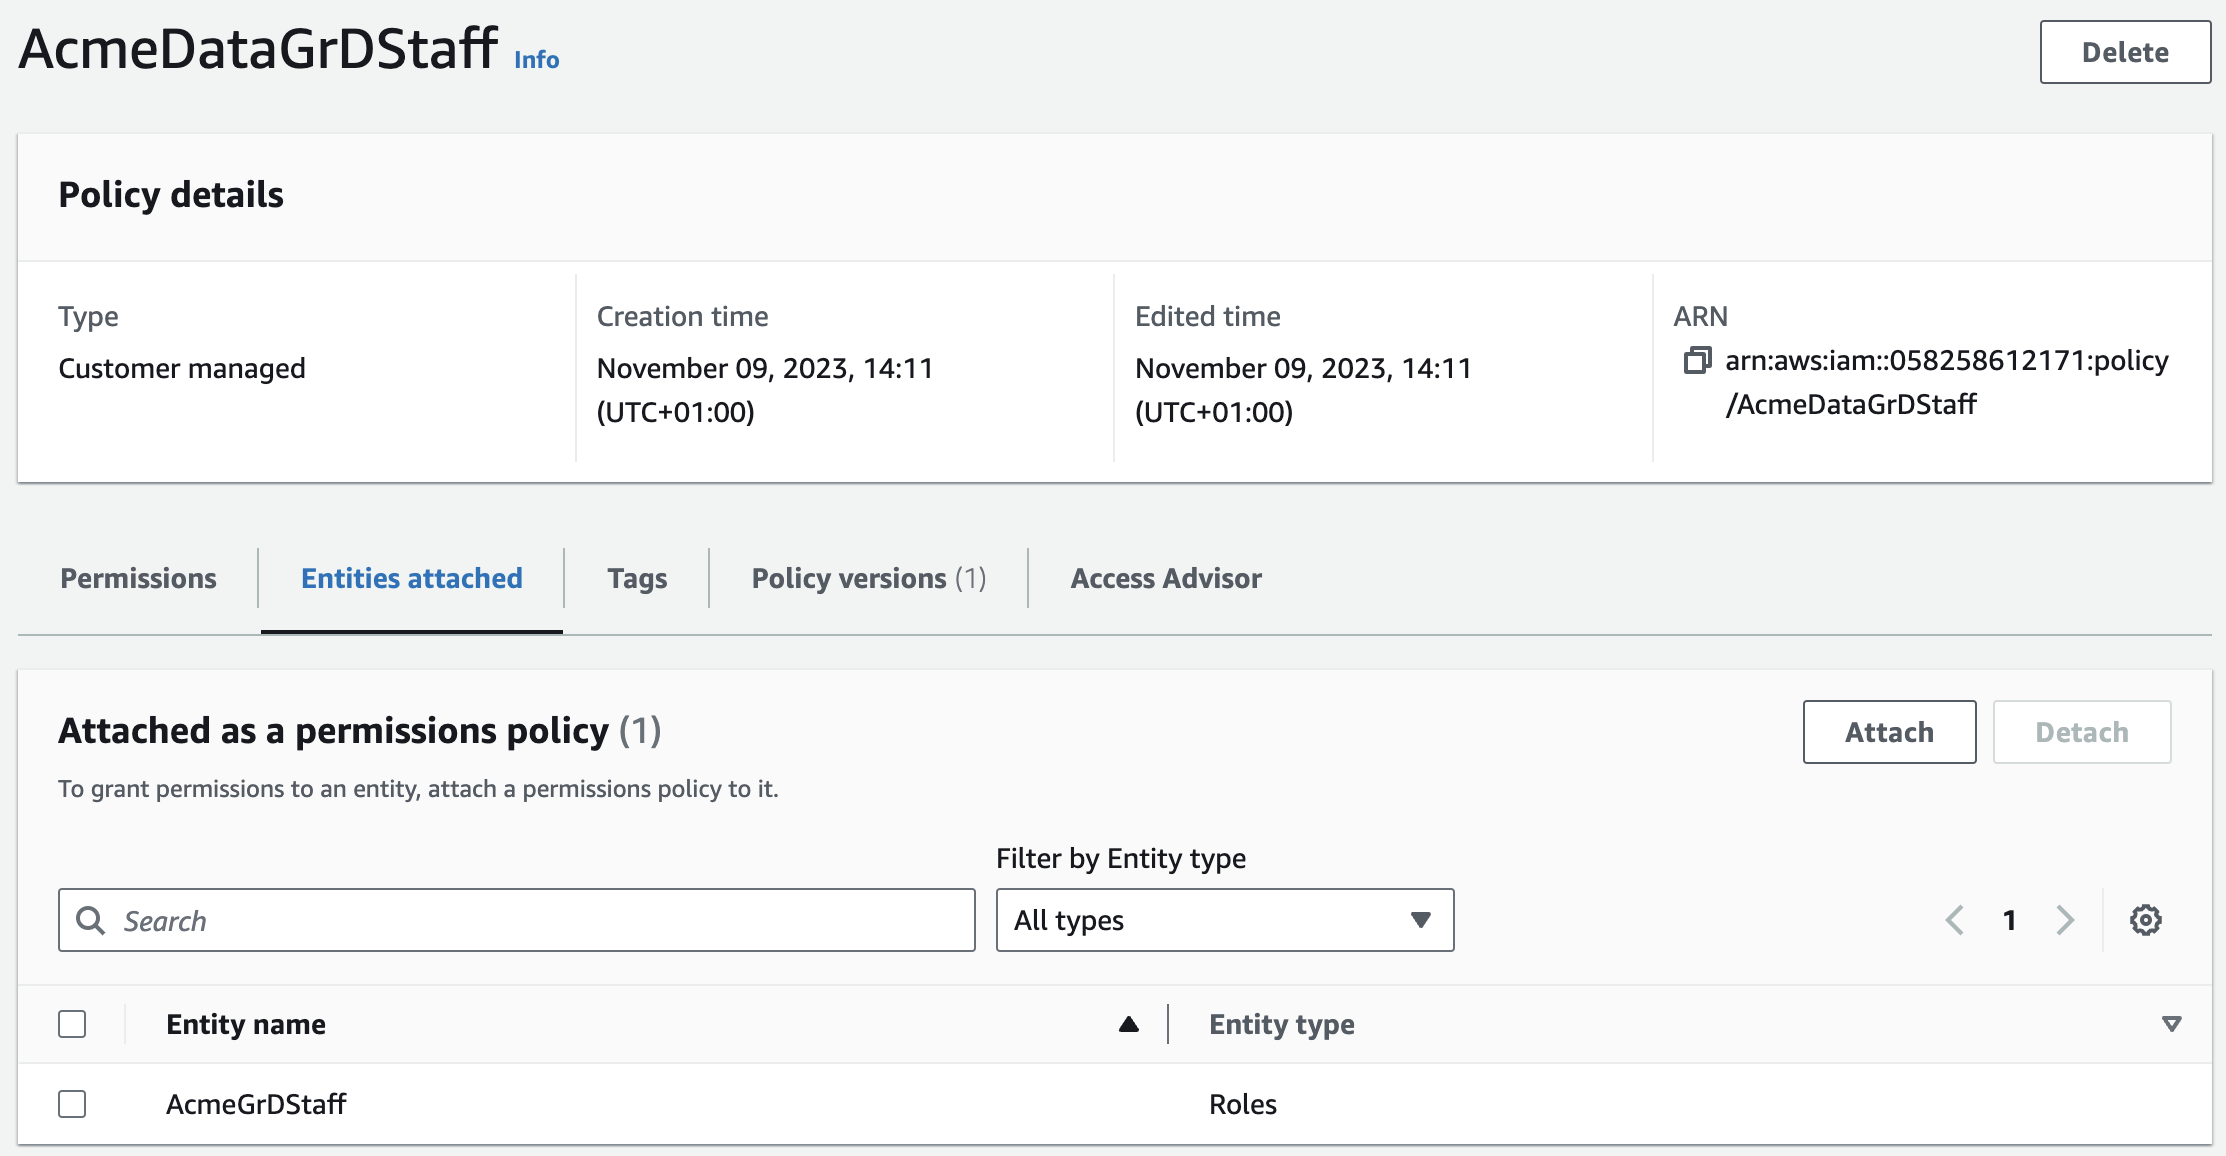 AcmeDataGrDStaff Info
Delete
Policy details
Type
Customer managed
Creation time
November 09, 2023, 14:11
(UTC+01:00)
Edited time
November 09, 2023, 14:11
(UTC+01:00)
ARN
arn:aws:iam::058258612171:policy
/AcmeDataGrDStaff
Permissions
Entities attached
Tags
Policy versions (1)
Access Advisor
Attached as a permissions policy (1)
To grant permissions to an entity, attach a permissions policy to it.
Attach
Detach
Filter by Entity type
Search
All types
1
Entity name
Entity type
AcmeGrDStaff
Roles